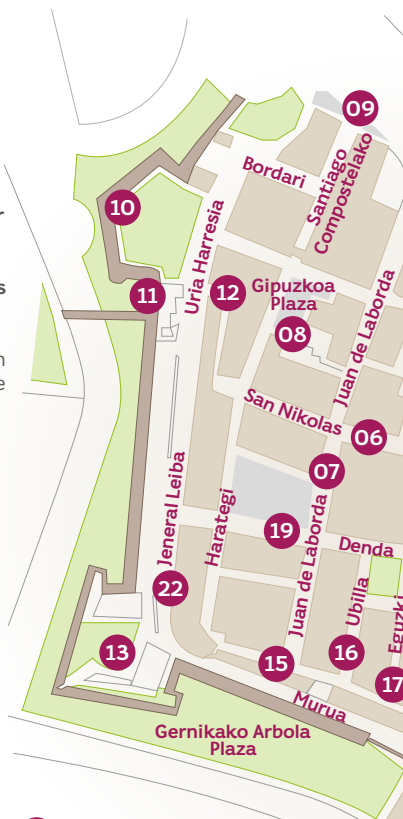 09
Bordari
Santiago
Compostelako
r
10
Uria Harresia
s
11
12
Gipuzkoa
Plaza
Juan de Laborda
08
n
e
San Nikolas
06
07
Jeneral Leiba
Harategi
19
Juan de Laborda
Denda
22
Ubilla
Eguzki
13
15
16
17
Murua
Gernikako Arbola
Plaza